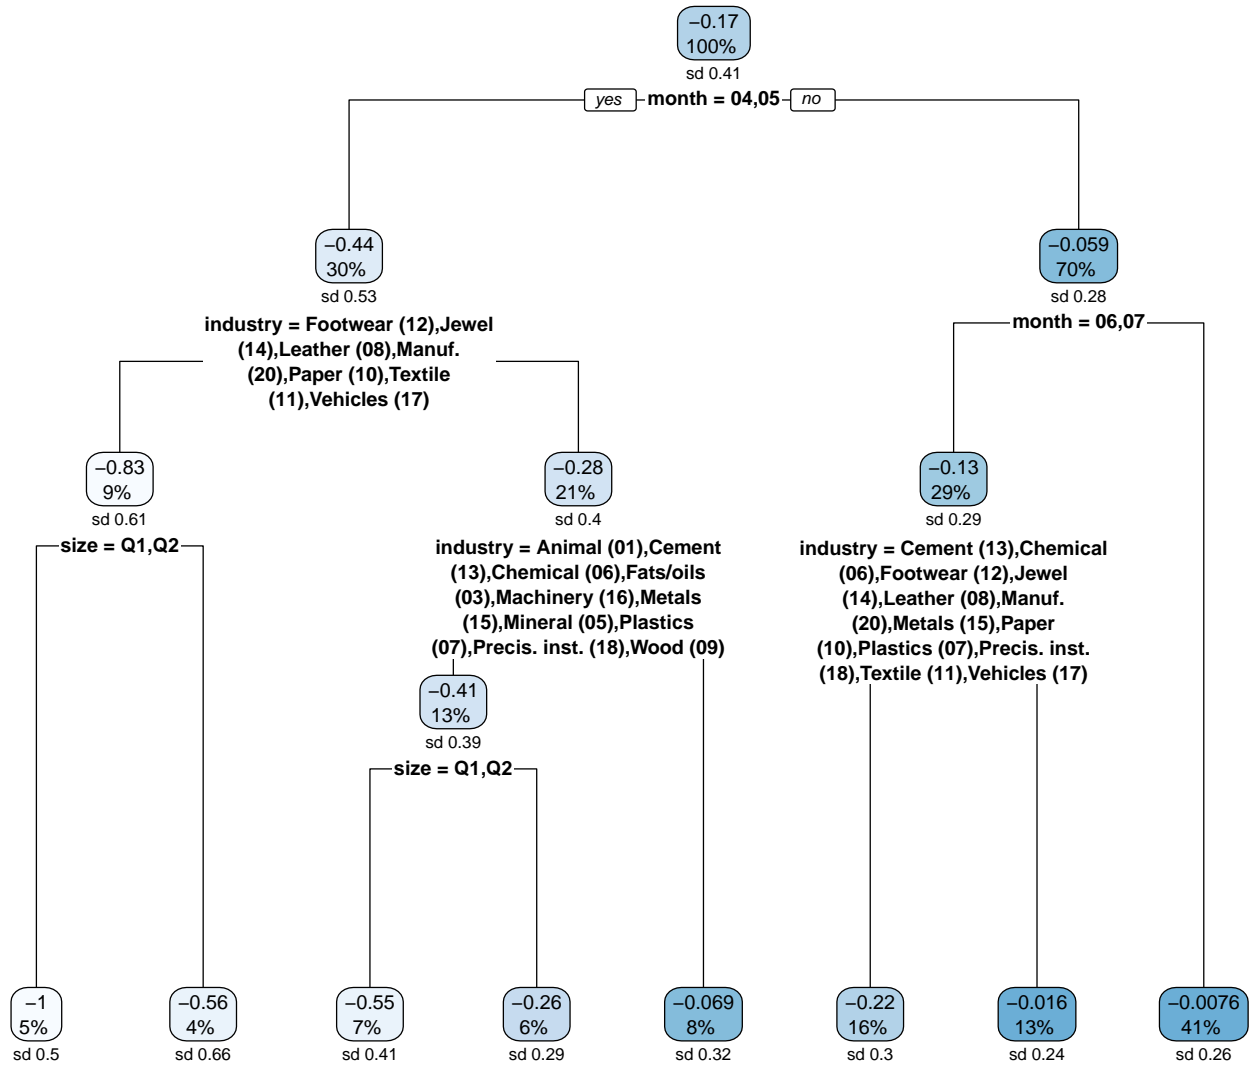 −0.17
100%
sd 0.41
yes
month = 04,05
no
−0.44
30%
sd 0.53
−0.059
70%
sd 0.28
industry = Footwear (12),Jewel
(14),Leather (08),Manuf.
(20),Paper (10),Textile
(11),Vehicles (17)
month = 06,07
−0.83
9%
sd 0.61
−0.28
21%
sd 0.4
−0.13
29%
sd 0.29
size = Q1,Q2
industry = Animal (01),Cement
(13),Chemical (06),Fats/oils
(03),Machinery (16),Metals
(15),Mineral (05),Plastics
(07),Precis. inst. (18),Wood (09)
industry = Cement (13),Chemical
(06),Footwear (12),Jewel
(14),Leather (08),Manuf.
(20),Metals (15),Paper
(10),Plastics (07),Precis. inst.
(18),Textile (11),Vehicles (17)
−0.41
13%
sd 0.39
size = Q1,Q2
−1
5%
sd 0.5
−0.56
4%
sd 0.66
−0.55
7%
sd 0.41
−0.26
6%
sd 0.29
−0.069
8%
sd 0.32
−0.22
16%
sd 0.3
−0.016
13%
sd 0.24
−0.0076
41%
sd 0.26